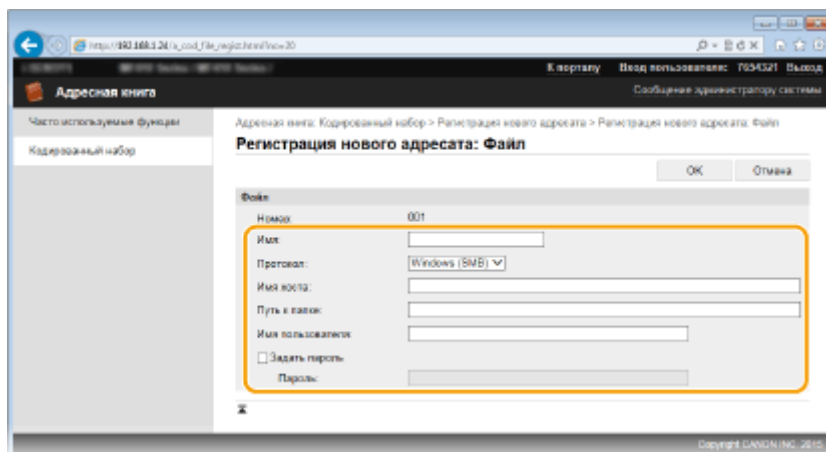 http://192.168.1.24/a_cod_file_regist.html?no=20
К порталу Вход пользователя: 7654321 Выход
Адресная книга
Сообщение администратору системы
Часто используемые функции
Кодированный набор
Адресная книга: Кодированный набор > Регистрация нового адресата > Регистрация нового адресата: Файл
Регистрация нового адресата: Файл
OK Отмена
Файл
Номер: 001
Имя:
Протокол: Windows (SMB)
Имя хоста:
Путь к папке:
Имя пользователя:
Задать пароль
Пароль:
Copyright CANON INC. 2015